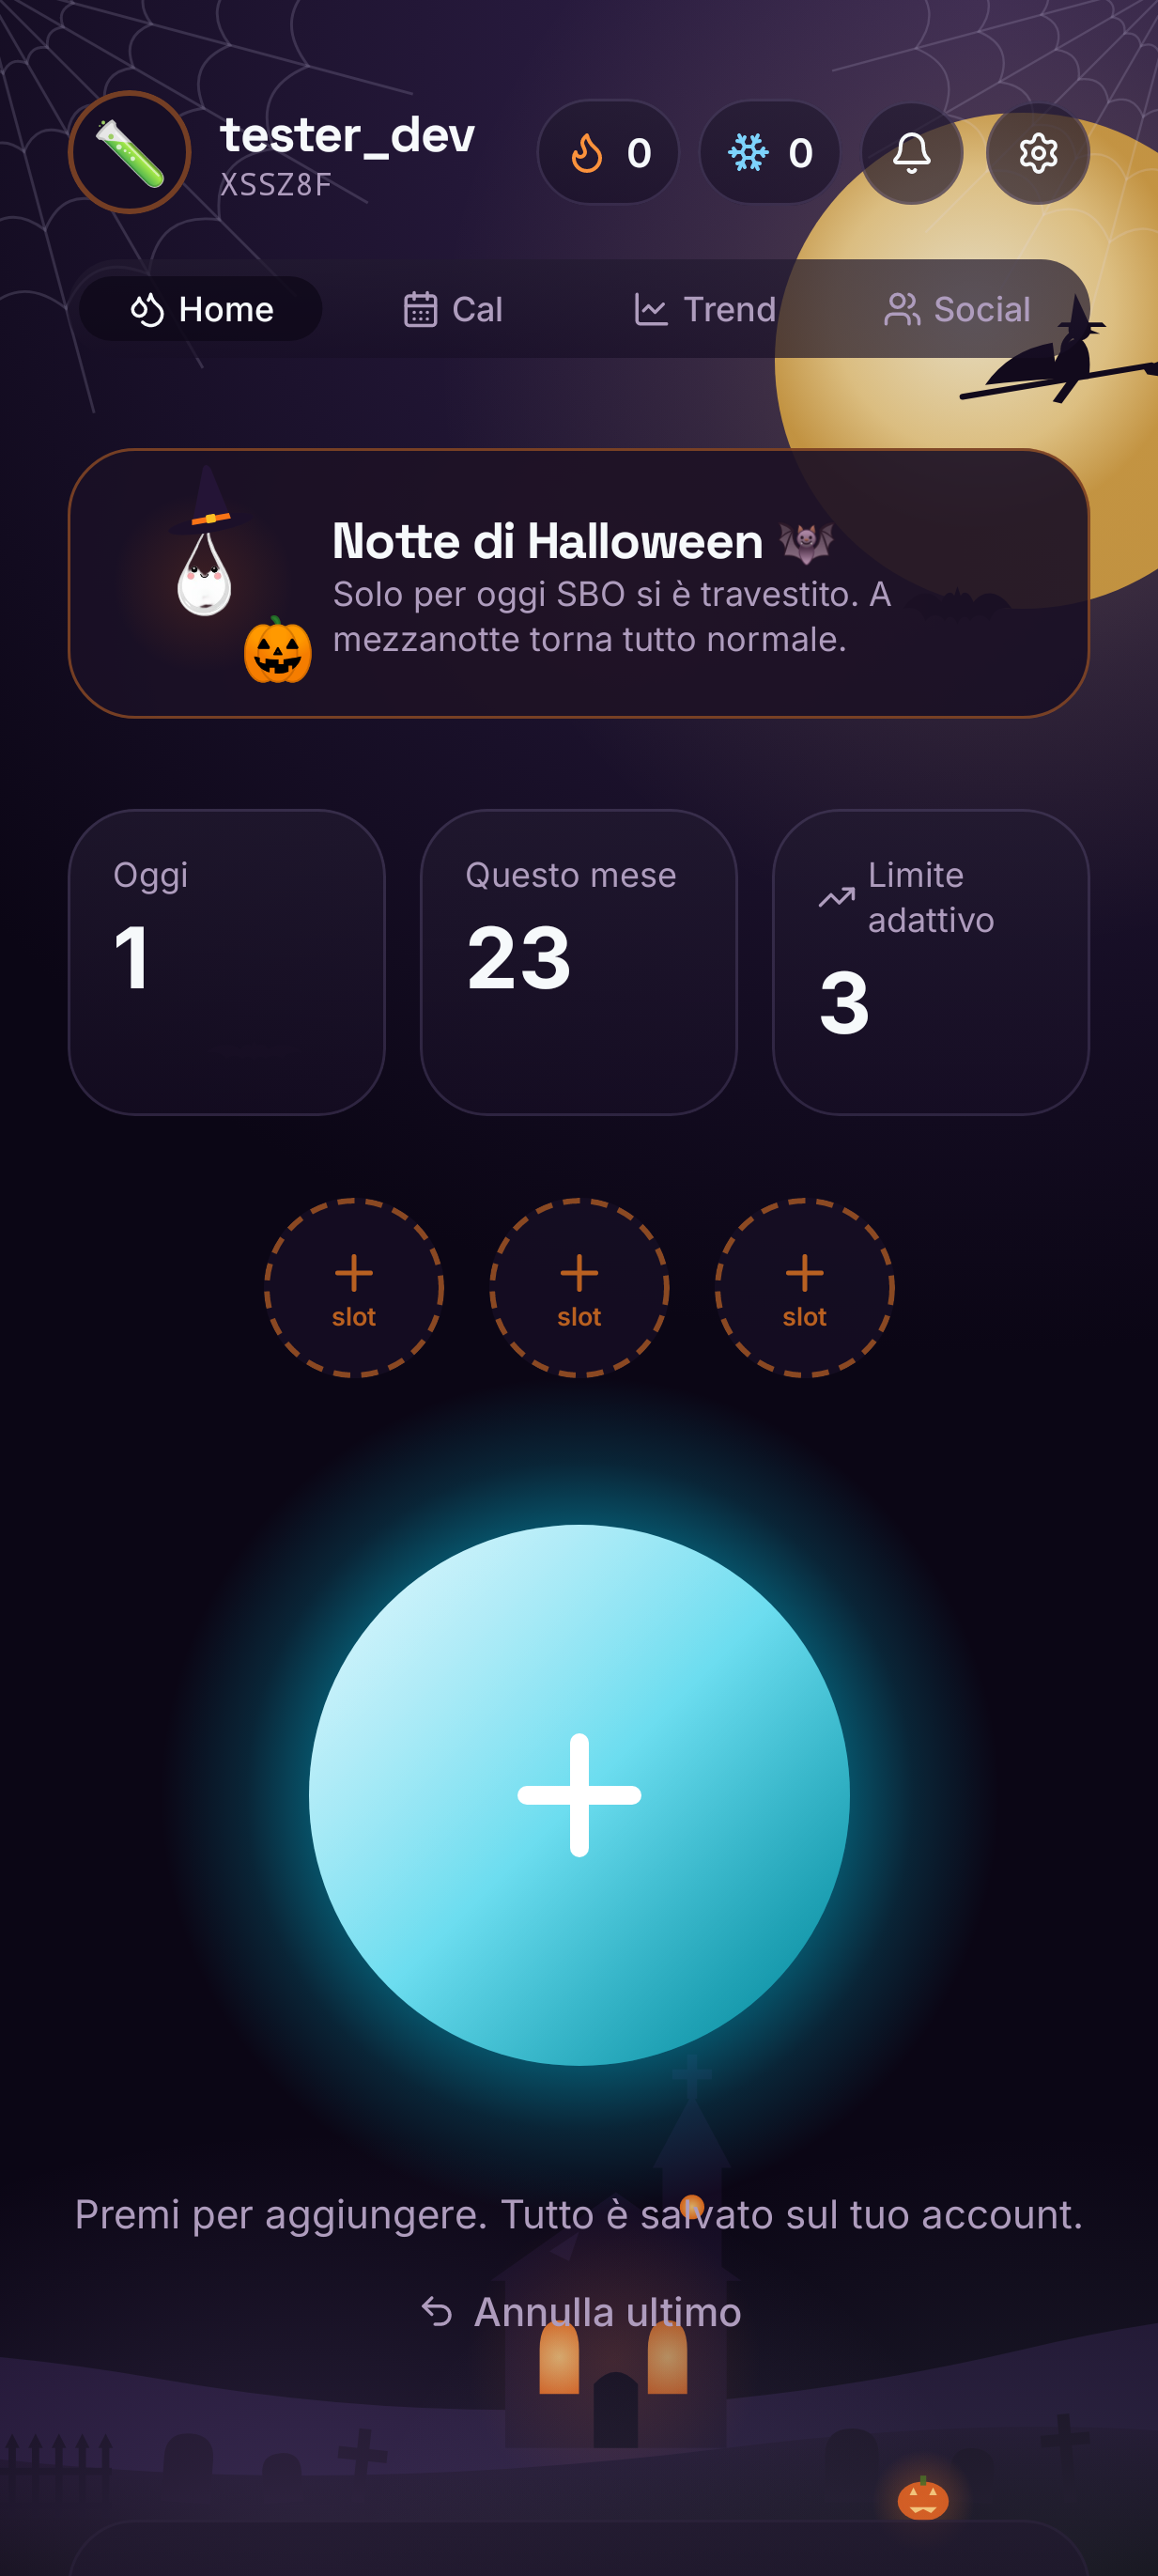 tester_dev
XSSZ8F
0
0
Home
Cal
Trend
Social
Notte di Halloween
Solo per oggi SBO si è travestito. A
mezzanotte torna tutto normale.
Oggi
1
Questo mese
23
Limite
adattivo
3
slot
slot
slot
Premi per aggiungere. Tutto è salvato sul tuo account.
Annulla ultimo